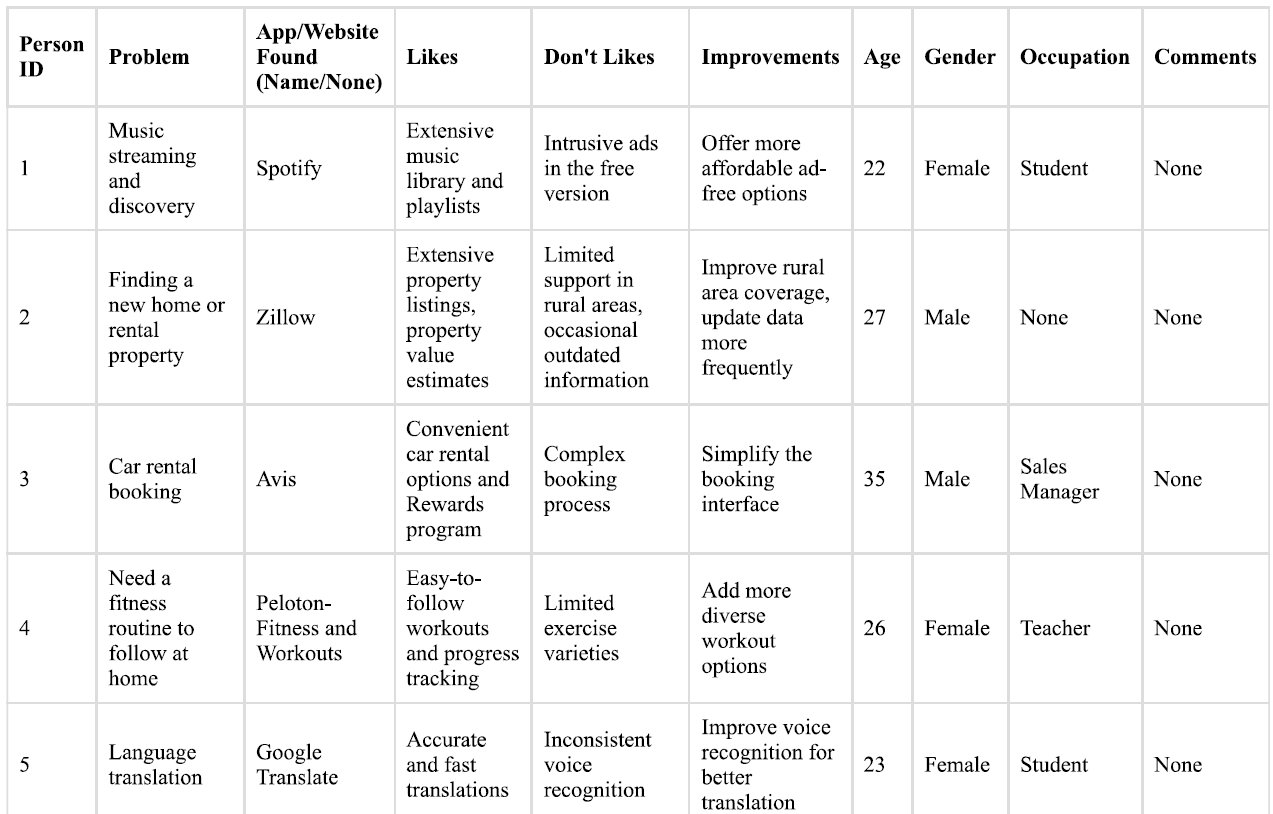 Person ID | Problem | App/Website Found (Name/None) | Likes | Don't Likes | Improvements | Age | Gender | Occupation | Comments
1 | Music streaming and discovery | Spotify | Extensive music library and playlists | Intrusive ads in the free version | Offer more affordable ad-free options | 22 | Female | Student | None
2 | Finding a new home or rental property | Zillow | Extensive property listings, property value estimates | Limited support in rural areas, occasional outdated information | Improve rural area coverage, update data more frequently | 27 | Male | None | None
3 | Car rental booking | Avis | Convenient car rental options and Rewards program | Complex booking process | Simplify the booking interface | 35 | Male | Sales Manager | None
4 | Need a fitness routine to follow at home | Peloton-Fitness and Workouts | Easy-to-follow workouts and progress tracking | Limited exercise varieties | Add more diverse workout options | 26 | Female | Teacher | None
5 | Language translation | Google Translate | Accurate and fast translations | Inconsistent voice recognition | Improve voice recognition for better translation | 23 | Female | Student | None